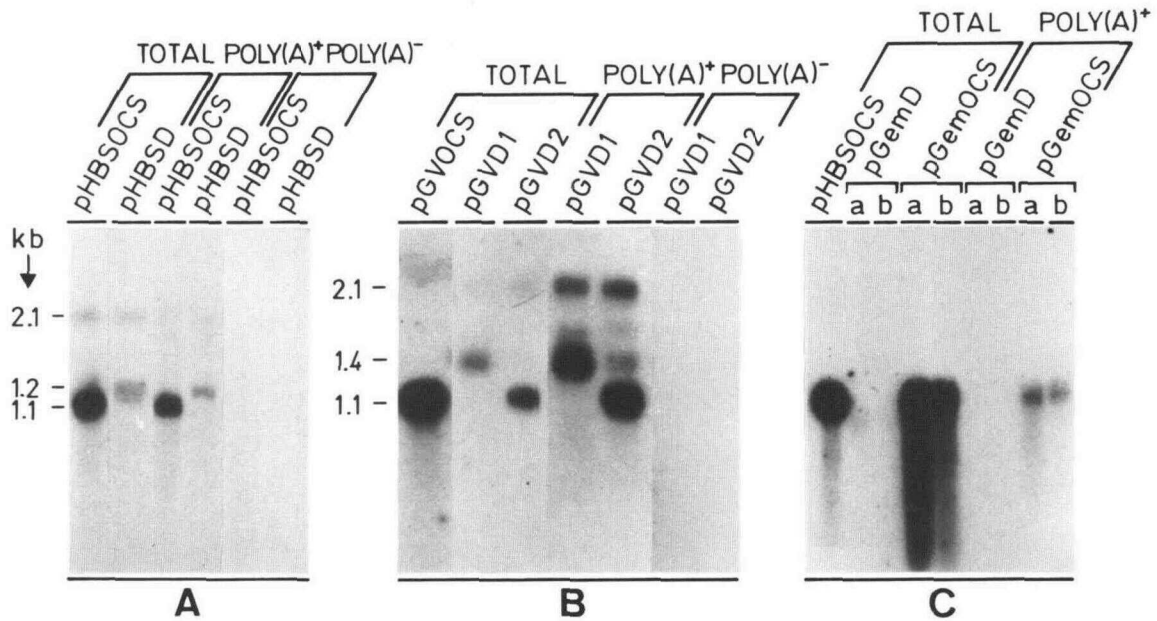 TOTAL POLY(A)+ POLY(A)-
pHBSOCS pHBSD pHBSOCS pHBSD pHBSOCS pHBSD
kb
2.1
1.2
1.1
A
TOTAL POLY(A)+ POLY(A)-
pGVOCS pGVD1 pGVD2 pGVD1 pGVD2 pGVD1 pGVD2
2.1
1.4
1.1
B
TOTAL POLY(A)+
pHBSOCS pGemD pGemOCS pGemD pGemOCS
a b a b a b a b
C